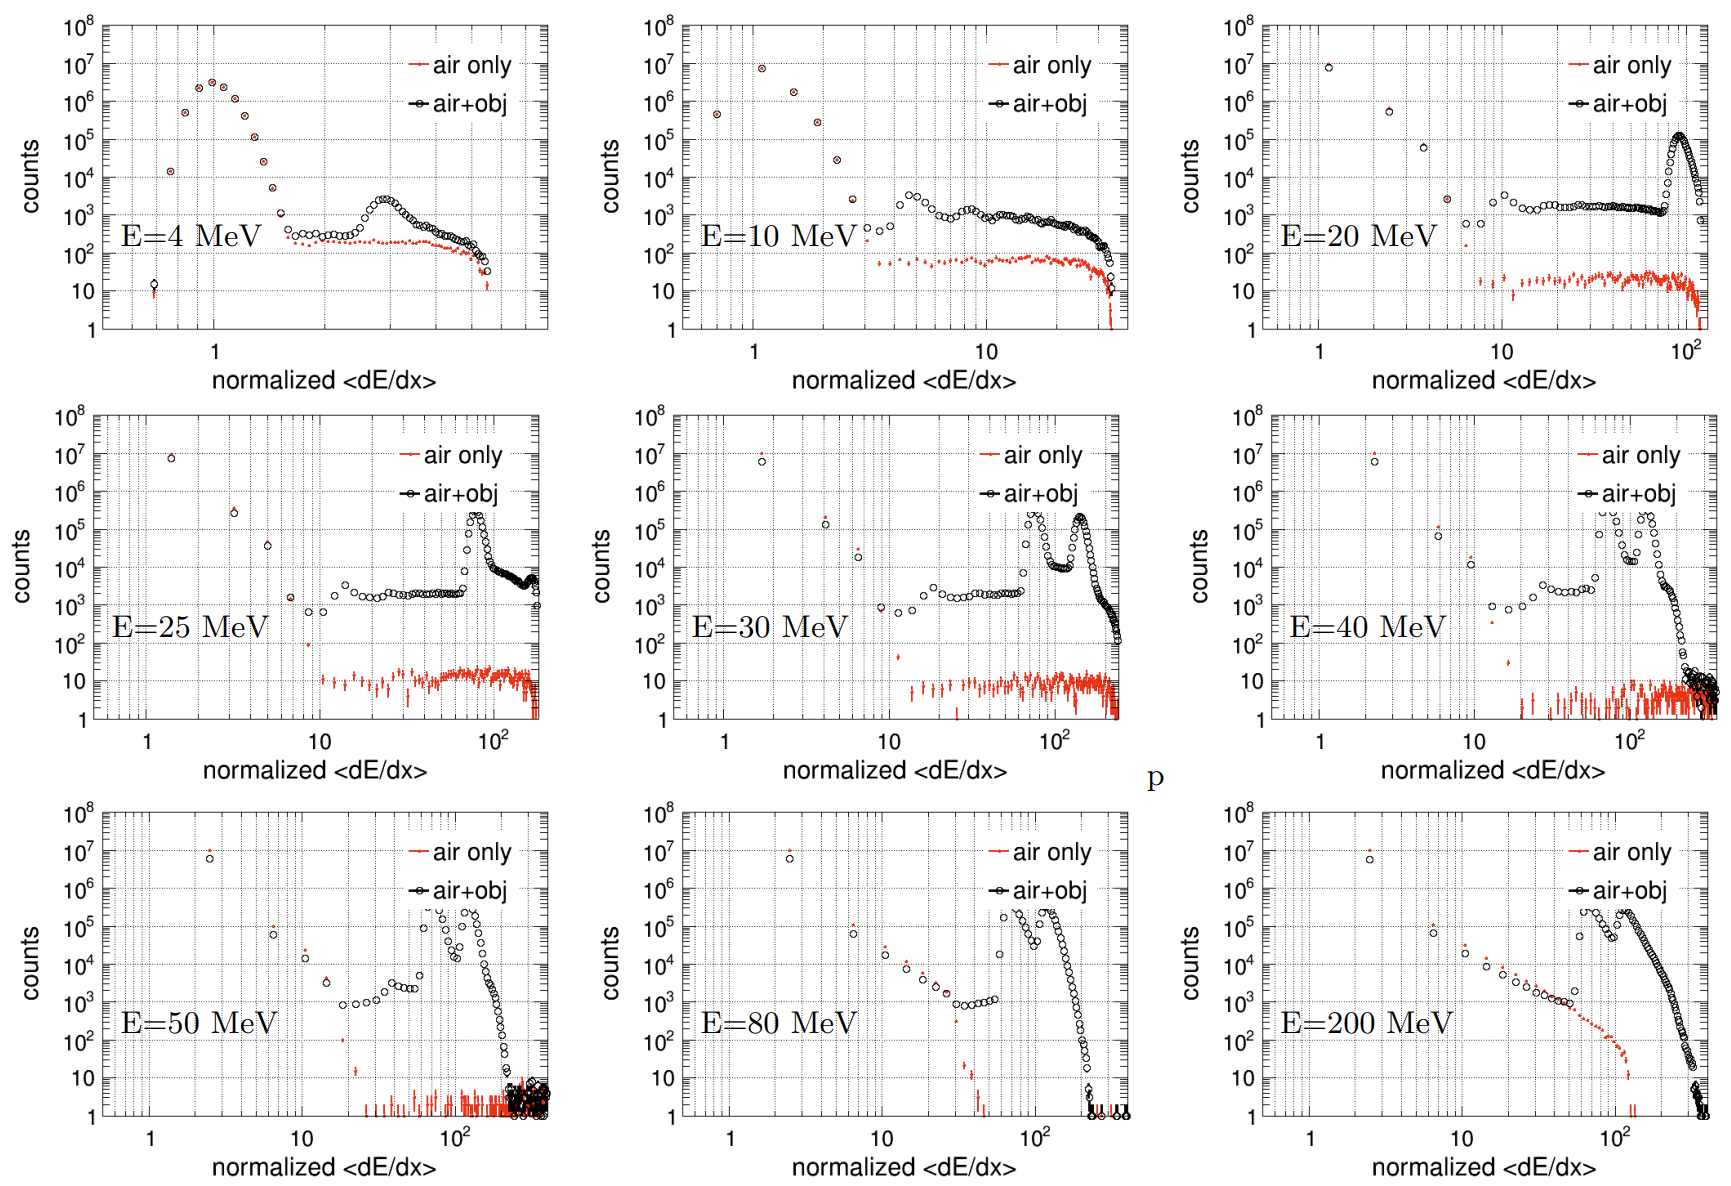 10^8
10^7
10^6
10^5
10^4
10^3
10^2
10
1
counts
air only
air+obj
E=4 MeV
1
normalized <dE/dx>
10^8
10^7
10^6
10^5
10^4
10^3
10^2
10
1
counts
air only
air+obj
E=10 MeV
1 10
normalized <dE/dx>
10^8
10^7
10^6
10^5
10^4
10^3
10^2
10
1
counts
air only
air+obj
E=20 MeV
1 10 10^2
normalized <dE/dx>
10^8
10^7
10^6
10^5
10^4
10^3
10^2
10
1
counts
air only
air+obj
E=25 MeV
1 10 10^2
normalized <dE/dx>
10^8
10^7
10^6
10^5
10^4
10^3
10^2
10
1
counts
air only
air+obj
E=30 MeV
1 10 10^2
normalized <dE/dx>
p
10^8
10^7
10^6
10^5
10^4
10^3
10^2
10
1
counts
air only
air+obj
E=40 MeV
1 10 10^2
normalized <dE/dx>
10^8
10^7
10^6
10^5
10^4
10^3
10^2
10
1
counts
air only
air+obj
E=50 MeV
1 10 10^2
normalized <dE/dx>
10^8
10^7
10^6
10^5
10^4
10^3
10^2
10
1
counts
air only
air+obj
E=80 MeV
1 10 10^2
normalized <dE/dx>
10^8
10^7
10^6
10^5
10^4
10^3
10^2
10
1
counts
air only
air+obj
E=200 MeV
1 10 10^2
normalized <dE/dx>